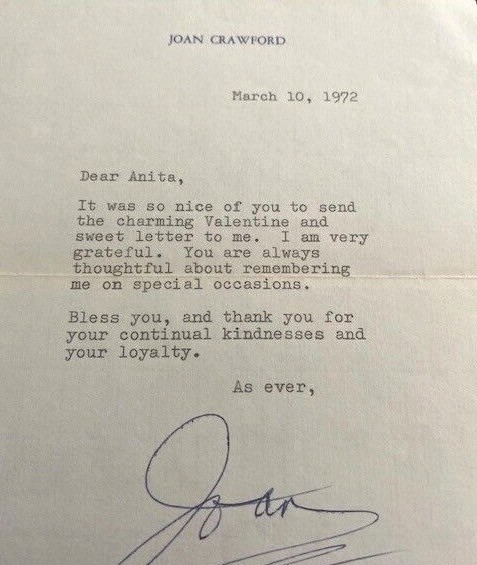 JOAN CRAWFORD
March 10, 1972
Dear Anita,
It was so nice of you to send
the charming Valentine and
sweet letter to me.  I am very
grateful.  You are always
thoughtful about remembering
me on special occasions.
Bless you, and thank you for
your continual kindnesses and
your loyalty.
As ever,
Joan